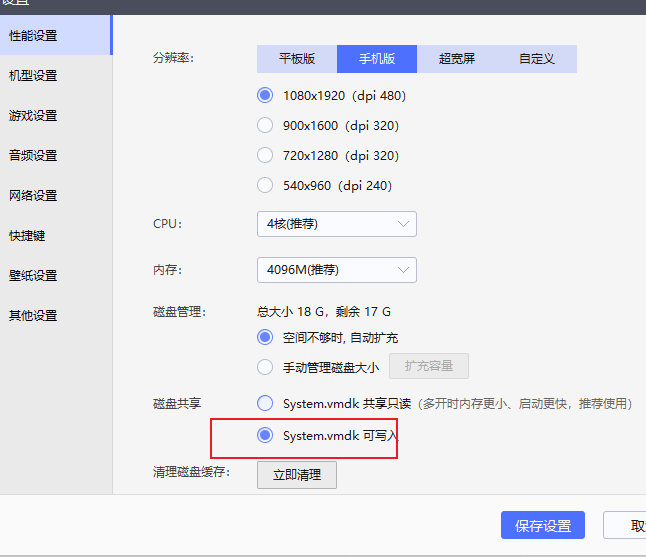 设置
性能设置
机型设置
游戏设置
音频设置
网络设置
快捷键
壁纸设置
其他设置
分辨率：
平板版 手机版 超宽屏 自定义
1080x1920（dpi 480）
900x1600（dpi 320）
720x1280（dpi 320）
540x960（dpi 240）
CPU： 4核(推荐)
内存： 4096M(推荐)
磁盘管理： 总大小 18 G，剩余 17 G
空间不够时, 自动扩充
手动管理磁盘大小 扩充容量
磁盘共享 System.vmdk 共享只读（多开时内存更小、启动更快，推荐使用）
System.vmdk 可写入
清理磁盘缓存： 立即清理
保存设置 取